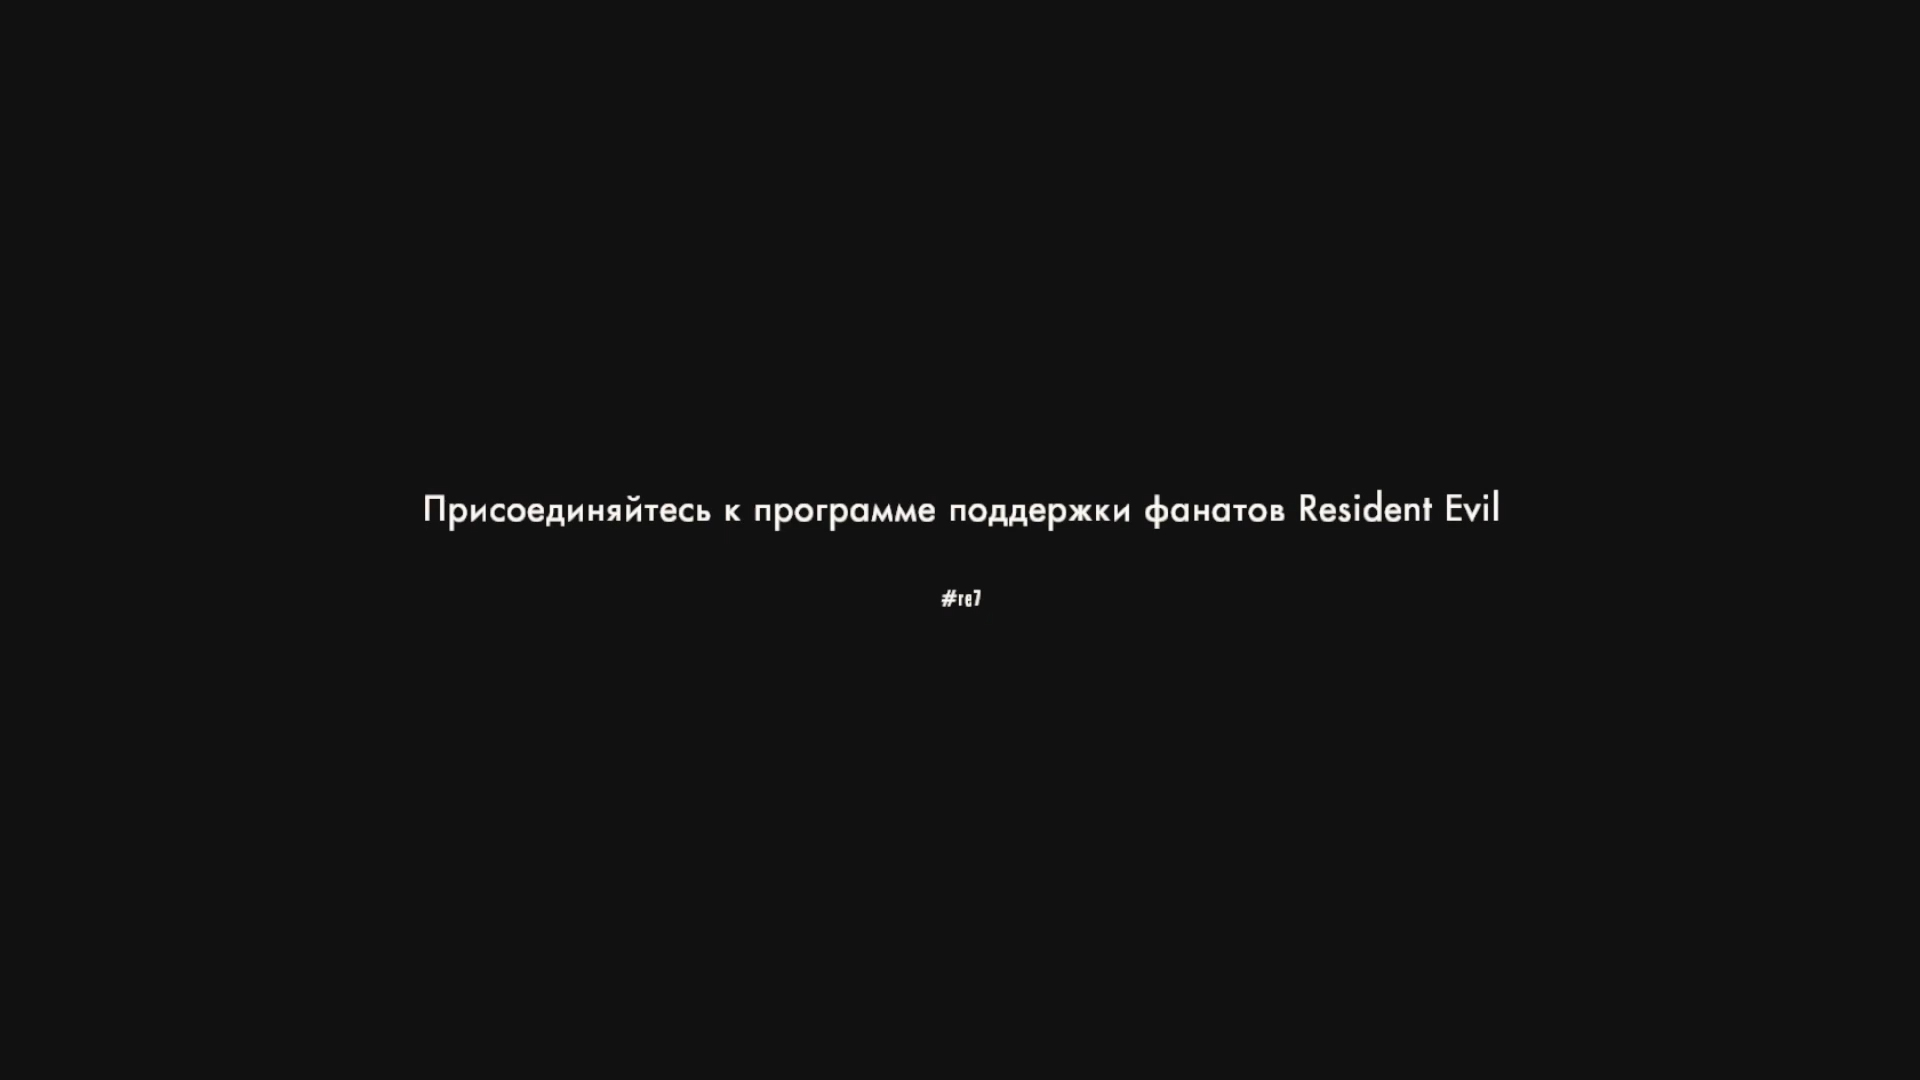 Присоединяйтесь к программе поддержки фанатов Resident Evil
#re7